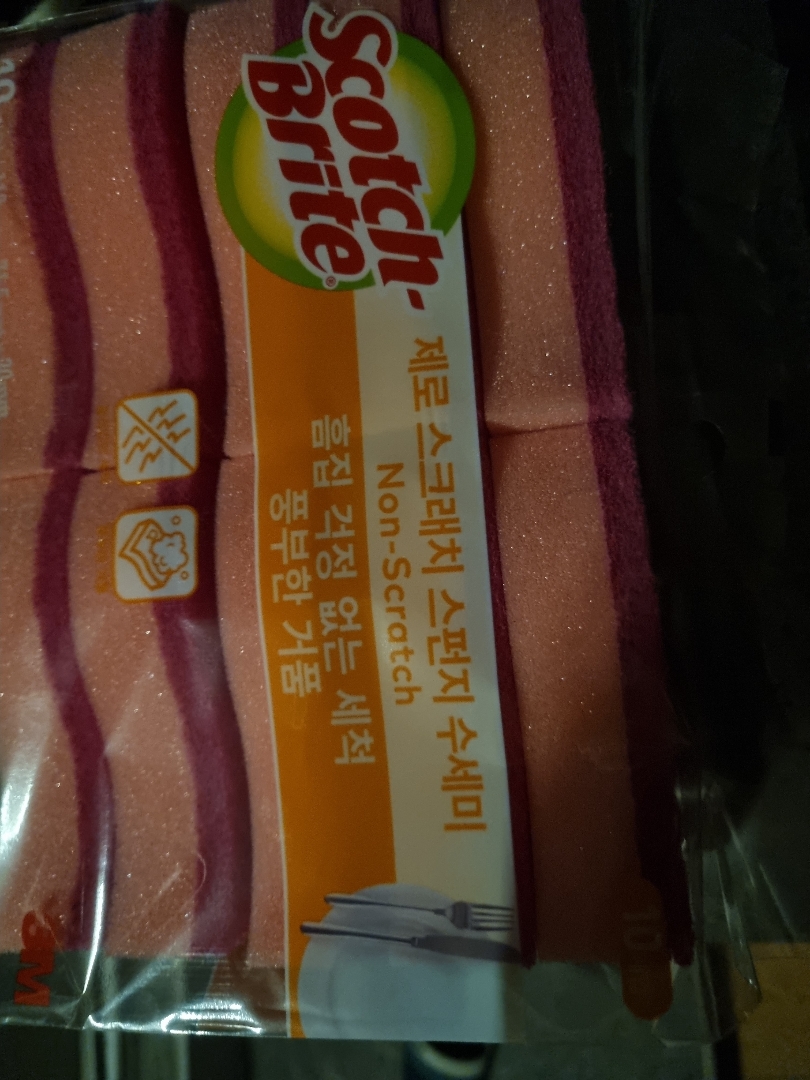 Scotch-
Brite®
제로 스크래치 스펀지 수세미
Non-Scratch
흠집 걱정 없는 세척
풍부한 거품
10
3M